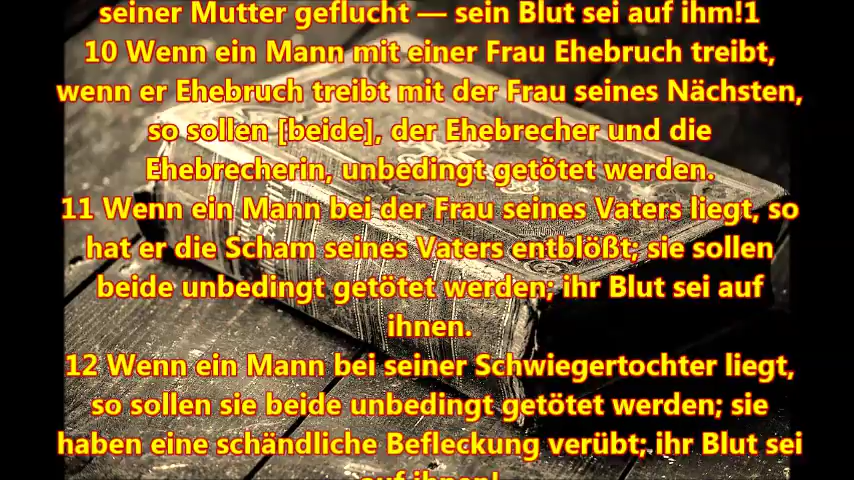 seiner Mutter geflucht — sein Blut sei auf ihm!1
10 Wenn ein Mann mit einer Frau Ehebruch treibt,
wenn er Ehebruch treibt mit der Frau seines Nächsten,
so sollen [beide], der Ehebrecher und die
Ehebrecherin, unbedingt getötet werden.
11 Wenn ein Mann bei der Frau seines Vaters liegt, so
hat er die Scham seines Vaters entblößt; sie sollen
beide unbedingt getötet werden; ihr Blut sei auf
ihnen.
12 Wenn ein Mann bei seiner Schwiegertochter liegt,
so sollen sie beide unbedingt getötet werden; sie
haben eine schändliche Befleckung verübt; ihr Blut sei
auf ihnen!